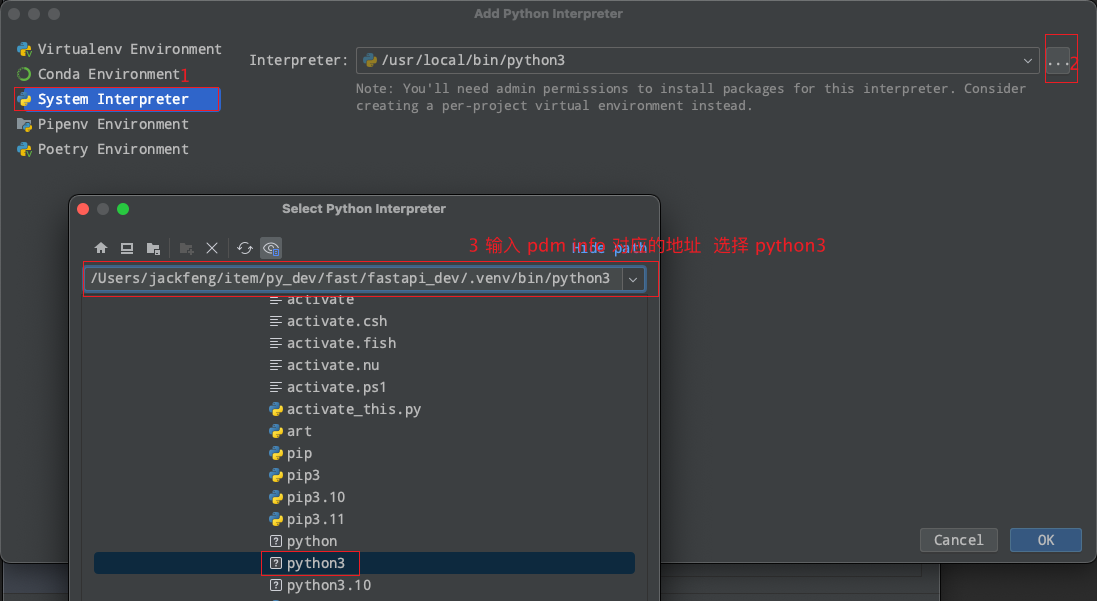 Add Python Interpreter
Virtualenv Environment
Conda Environment
1
System Interpreter
Pipenv Environment
Poetry Environment
Interpreter:
/usr/local/bin/python3
...
2
Note: You'll need admin permissions to install packages for this interpreter. Consider
creating a per-project virtual environment instead.
Select Python Interpreter
Hide path
3 输入 pdm info 对应的地址 选择 python3
/Users/jackfeng/item/py_dev/fast/fastapi_dev/.venv/bin/python3
activate
activate.csh
activate.fish
activate.nu
activate.ps1
activate_this.py
art
pip
pip3
pip3.10
pip3.11
python
python3
python3.10
Cancel
OK